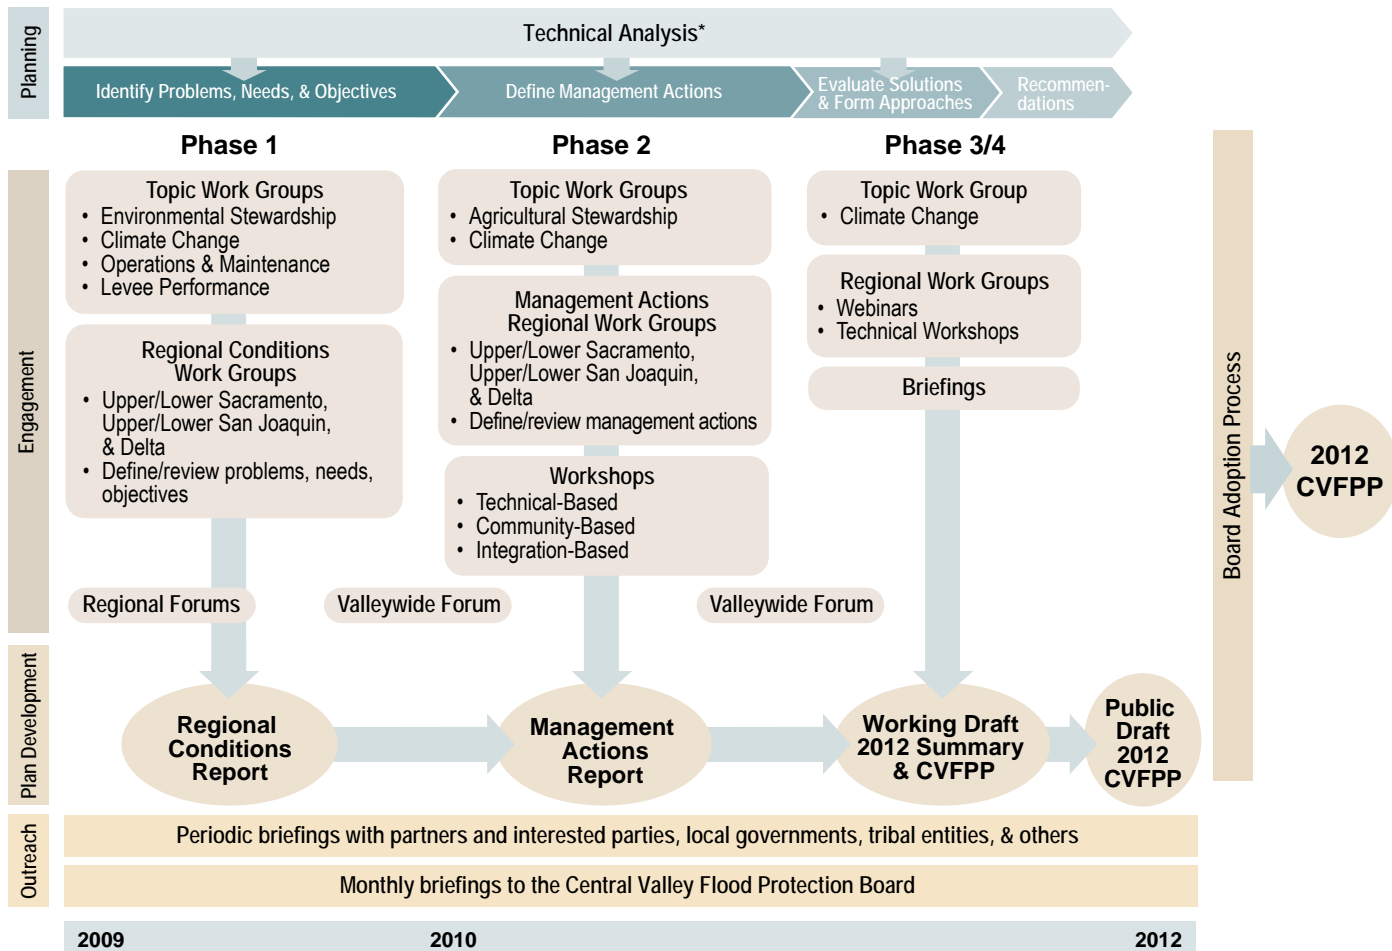 Planning
Technical Analysis*
Identify Problems, Needs, & Objectives
Define Management Actions
Evaluate Solutions
& Form Approaches
Recommen-
dations
Phase 1
Phase 2
Phase 3/4
Engagement
Topic Work Groups
• Environmental Stewardship
• Climate Change
• Operations & Maintenance
• Levee Performance
Regional Conditions
Work Groups
• Upper/Lower Sacramento,
Upper/Lower San Joaquin,
& Delta
• Define/review problems, needs,
objectives
Topic Work Groups
• Agricultural Stewardship
• Climate Change
Management Actions
Regional Work Groups
• Upper/Lower Sacramento,
Upper/Lower San Joaquin,
& Delta
• Define/review management actions
Workshops
• Technical-Based
• Community-Based
• Integration-Based
Topic Work Group
• Climate Change
Regional Work Groups
• Webinars
• Technical Workshops
Briefings
Regional Forums
Valleywide Forum
Valleywide Forum
Plan Development
Regional
Conditions
Report
Management
Actions
Report
Working Draft
2012 Summary
& CVFPP
Public
Draft
2012
CVFPP
Board Adoption Process
2012
CVFPP
Outreach
Periodic briefings with partners and interested parties, local governments, tribal entities, & others
Monthly briefings to the Central Valley Flood Protection Board
2009
2010
2012